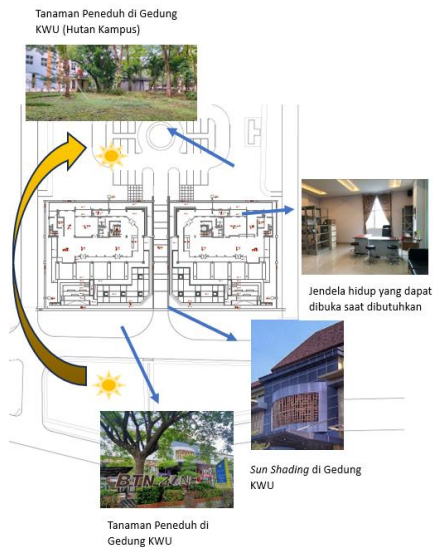 Tanaman Peneduh di Gedung
KWU (Hutan Kampus)
Jendela hidup yang dapat
dibuka saat dibutuhkan
BTN
Sun Shading di Gedung
KWU
Tanaman Peneduh di
Gedung KWU